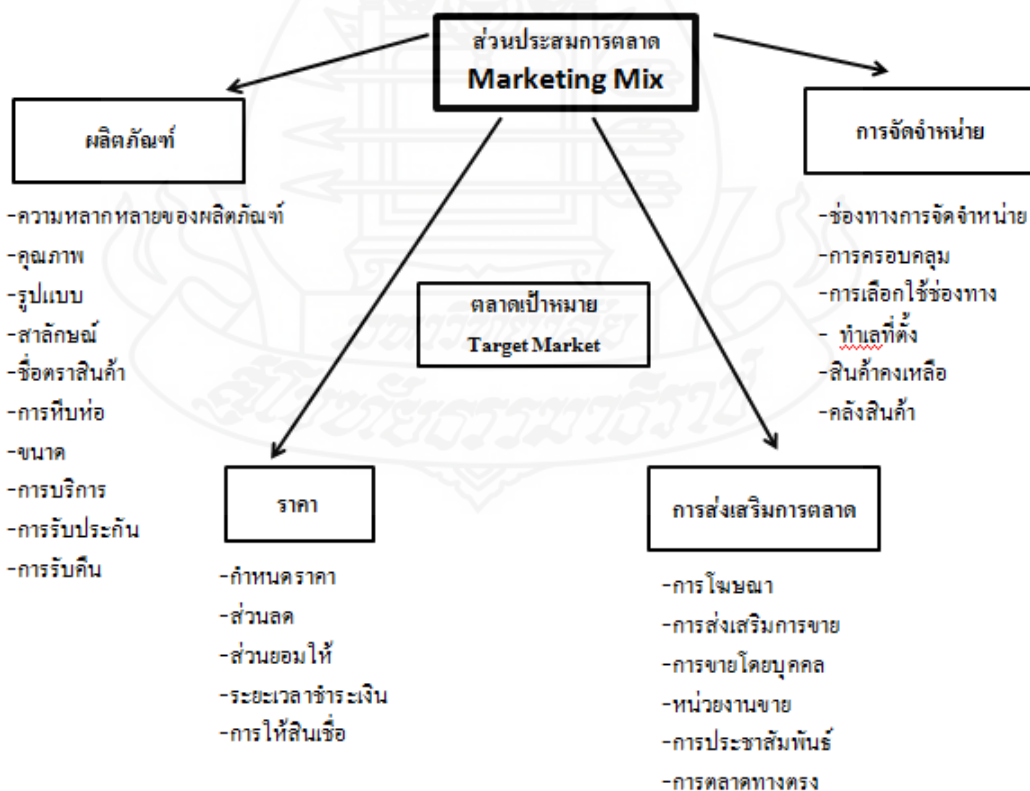 ส่วนประสมการตลาด
Marketing Mix
ผลิตภัณฑ์
-ความหลากหลายของผลิตภัณฑ์
-คุณภาพ
-รูปแบบ
-สาลักษณ์
-ชื่อตราสินค้า
-การหีบห่อ
-ขนาด
-การบริการ
-การรับประกัน
-การรับคืน
การจัดจำหน่าย
-ช่องทางการจัดจำหน่าย
-การครอบคลุม
-การเลือกใช้ช่องทาง
- ทำเลที่ตั้ง
-สินค้าคงเหลือ
-คลังสินค้า
ตลาดเป้าหมาย
Target Market
ราคา
-กำหนดราคา
-ส่วนลด
-ส่วนยอมให้
-ระยะเวลาชำระเงิน
-การให้สินเชื่อ
การส่งเสริมการตลาด
-การโฆษณา
-การส่งเสริมการขาย
-การขายโดยบุคคล
-หน่วยงานขาย
-การประชาสัมพันธ์
-การตลาดทางตรง